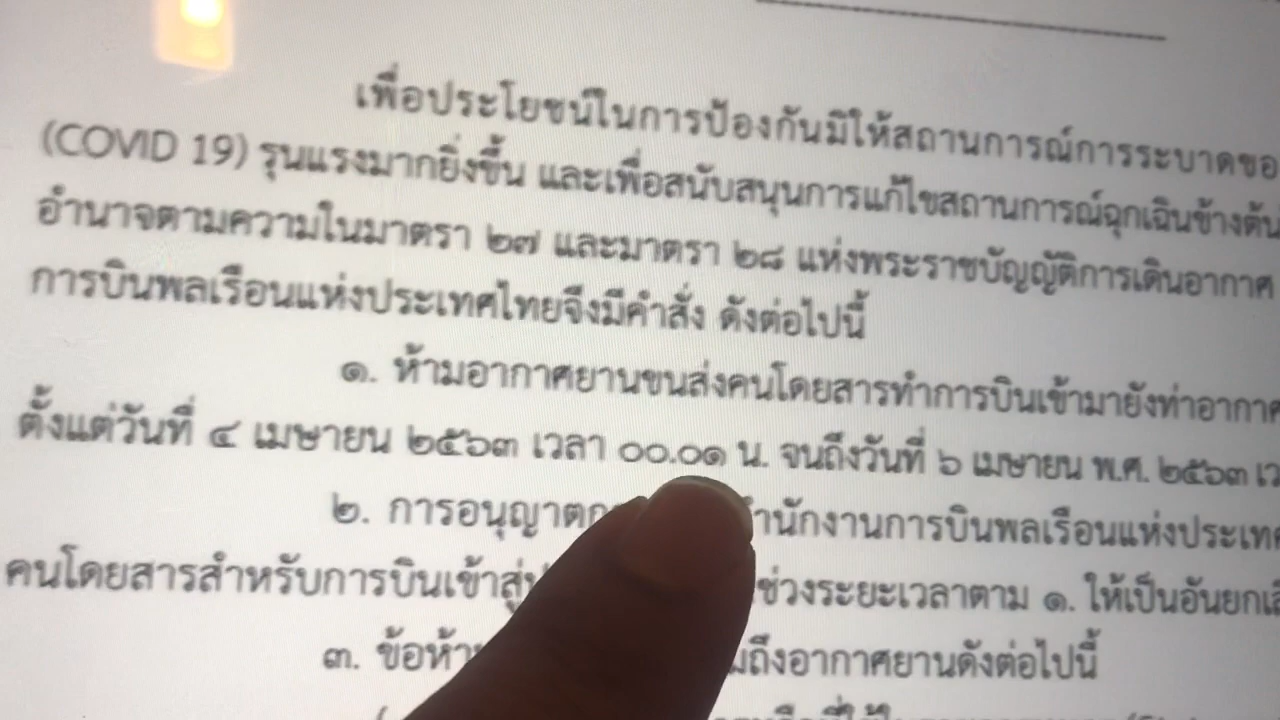 เพื่อประโยชน์ในการป้องกันมิให้สถานการณ์การระบาดขอ
(COVID 19) รุนแรงมากยิ่งขึ้น และเพื่อสนับสนุนการแก้ไขสถานการณ์ฉุกเฉินข้างต้น
อำนาจตามความในมาตรา ๒๗ และมาตรา ๒๘ แห่งพระราชบัญญัติการเดินอากาศ
การบินพลเรือนแห่งประเทศไทยจึงมีคำสั่ง ดังต่อไปนี้
๑. ห้ามอากาศยานขนส่งคนโดยสารทำการบินเข้ามายังท่าอากาศ
ตั้งแต่วันที่ ๔ เมษายน ๒๕๖๓ เวลา ๐๐.๐๑ น. จนถึงวันที่ ๖ เมษายน พ.ศ. ๒๕๖๓ เว
๒. การอนุญาต ำนักงานการบินพลเรือนแห่งประเท
คนโดยสารสำหรับการบินเข้าสู่ ช่วงระยะเวลาตาม ๑. ให้เป็นอันยกเลิ
๓. ข้อห้า ถึงอากาศยานดังต่อไปนี้